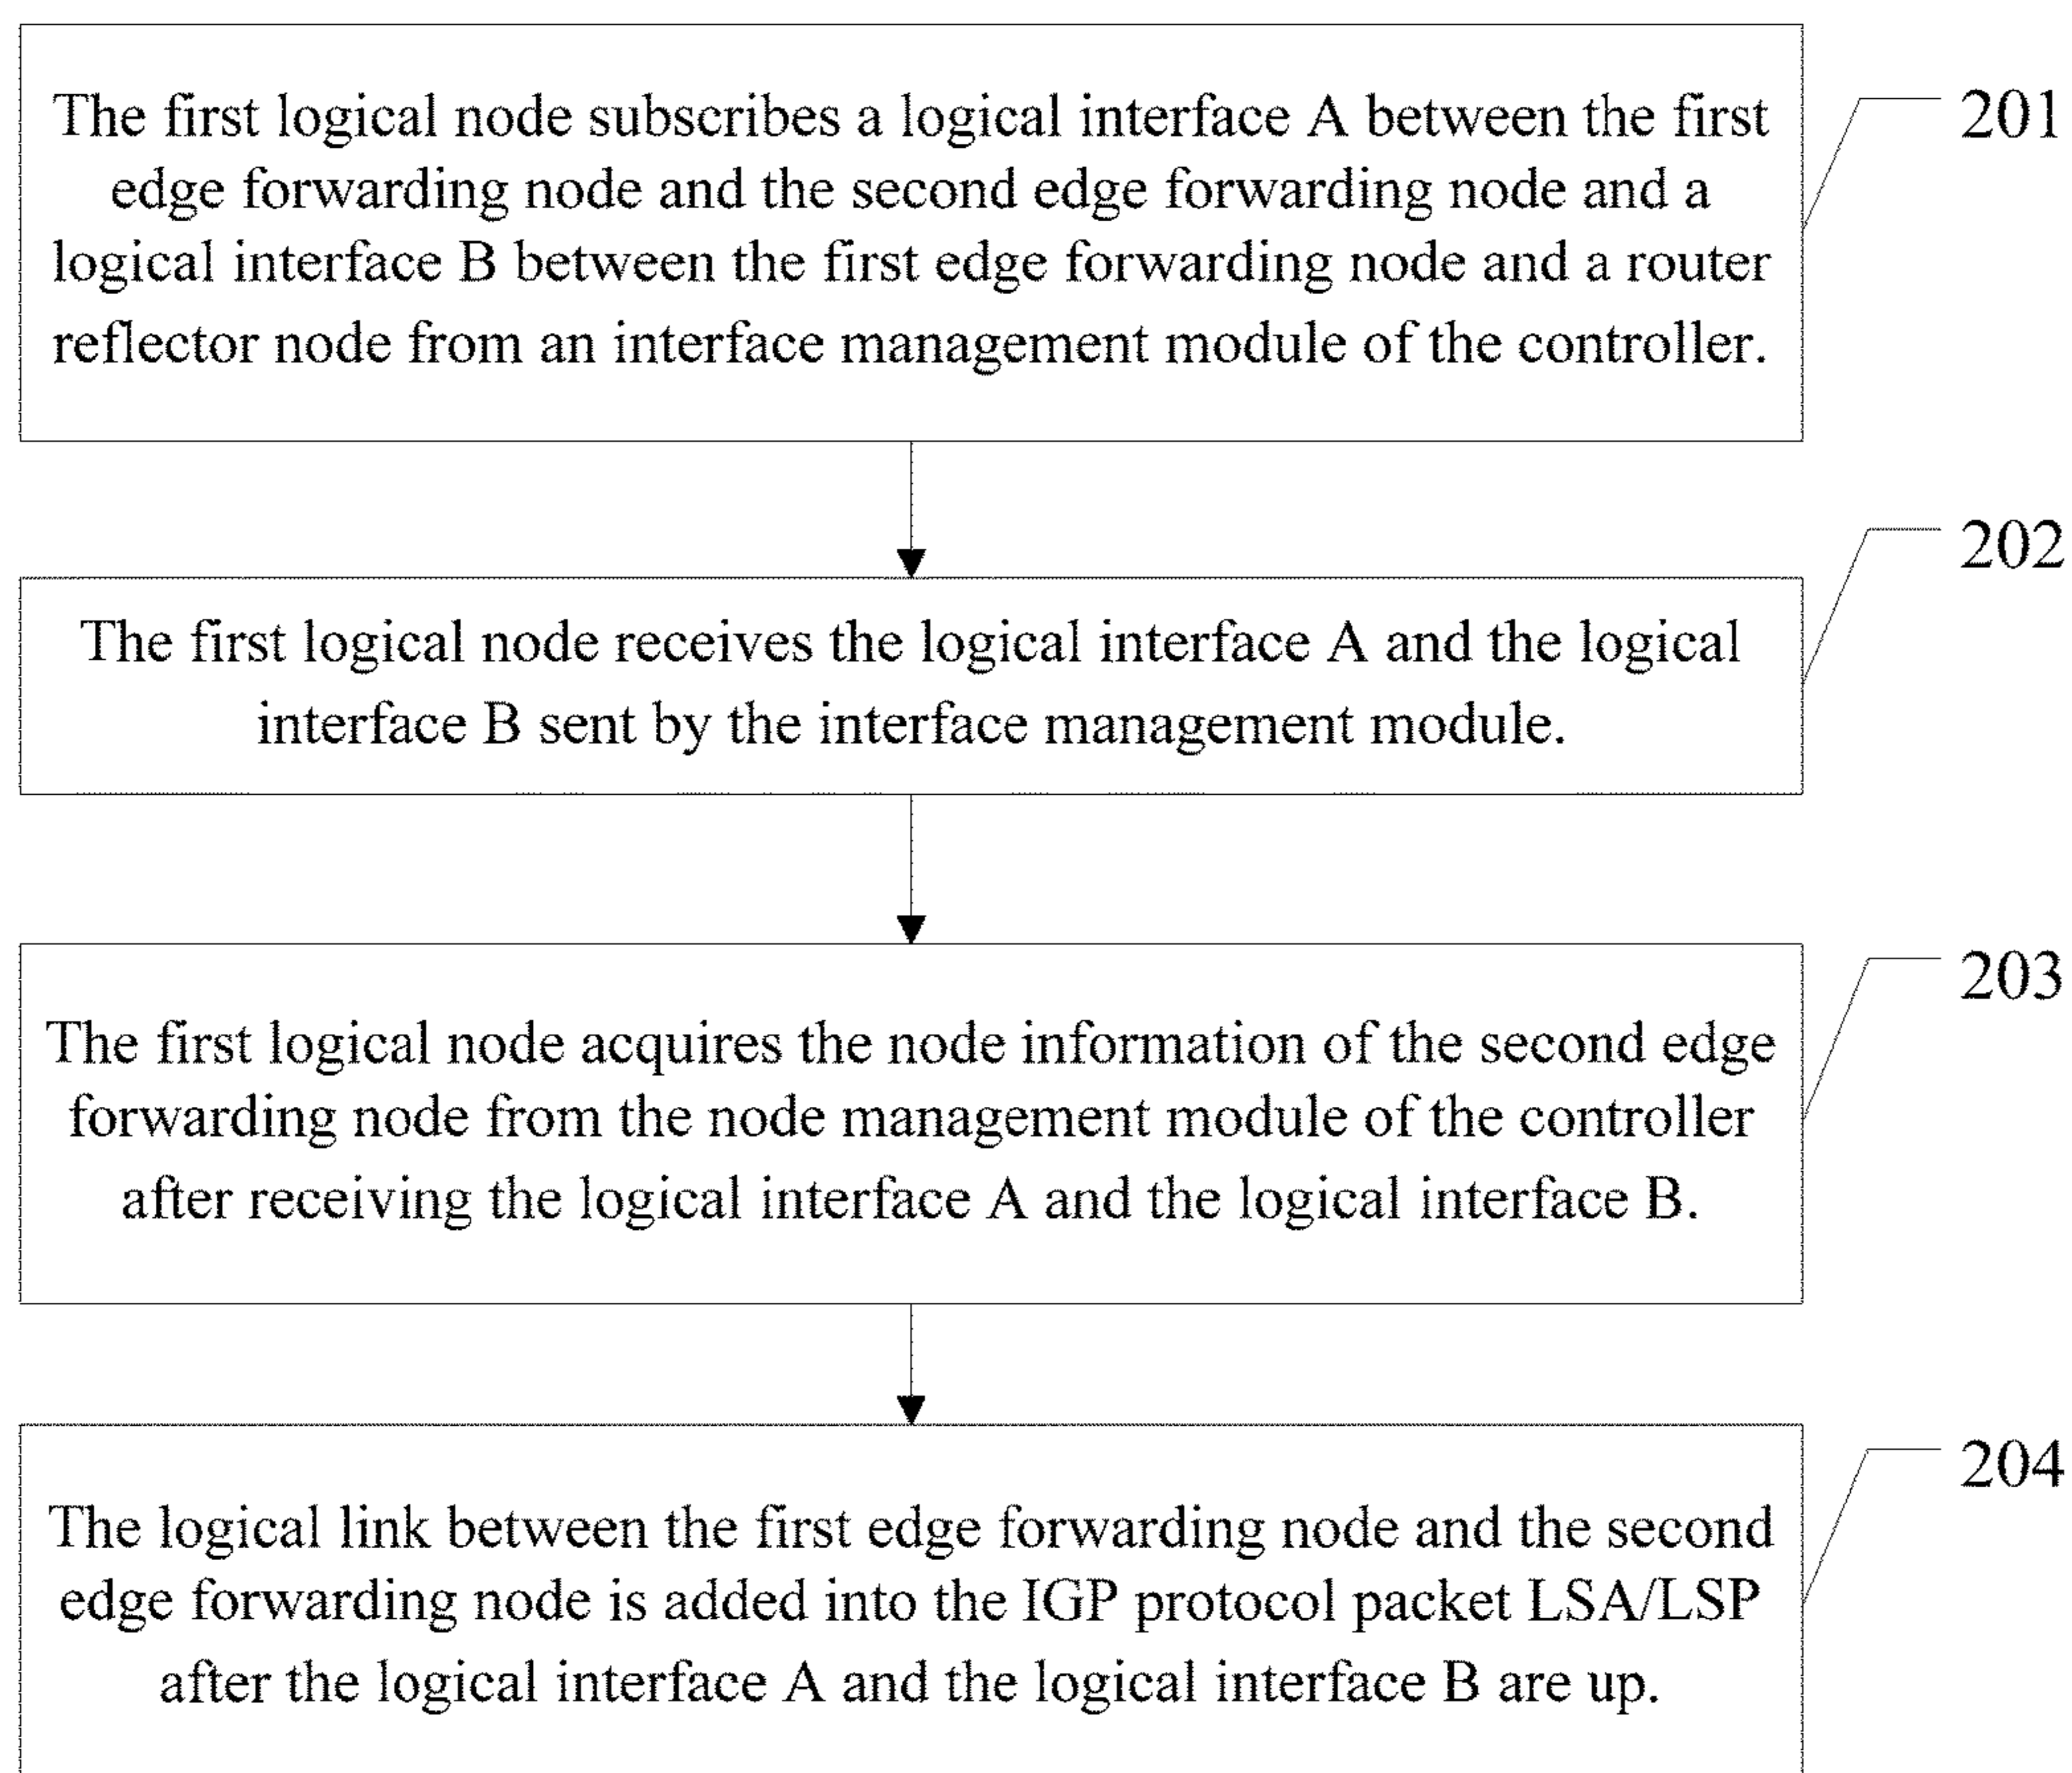 The first logical node subscribes a logical interface A between the first
edge forwarding node and the second edge forwarding node and a
logical interface B between the first edge forwarding node and a router
reflector node from an interface management module of the controller.
201
The first logical node receives the logical interface A and the logical
interface B sent by the interface management module.
202
The first logical node acquires the node information of the second edge
forwarding node from the node management module of the controller
after receiving the logical interface A and the logical interface B.
203
The logical link between the first edge forwarding node and the second
edge forwarding node is added into the IGP protocol packet LSA/LSP
after the logical interface A and the logical interface B are up.
204